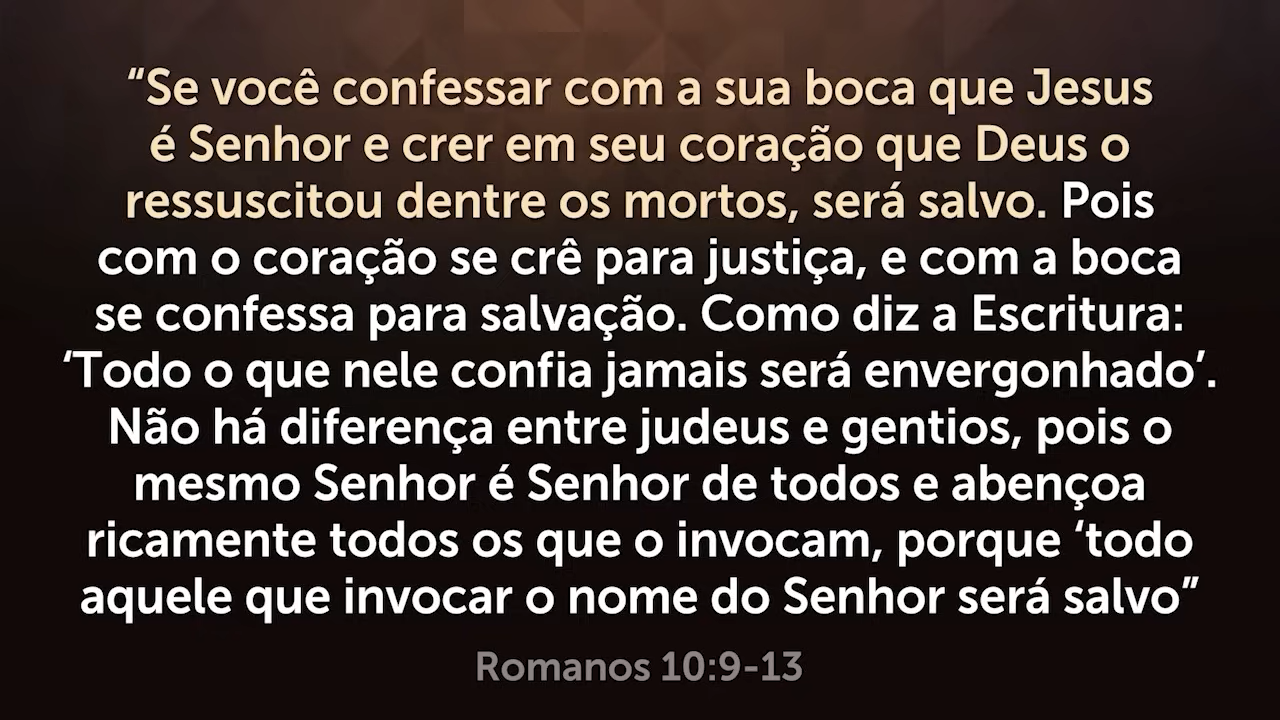 “Se você confessar com a sua boca que Jesus
é Senhor e crer em seu coração que Deus o
ressuscitou dentre os mortos, será salvo. Pois
com o coração se crê para justiça, e com a boca
se confessa para salvação. Como diz a Escritura:
‘Todo o que nele confia jamais será envergonhado’.
Não há diferença entre judeus e gentios, pois o
mesmo Senhor é Senhor de todos e abençoa
ricamente todos os que o invocam, porque ‘todo
aquele que invocar o nome do Senhor será salvo”
Romanos 10:9-13